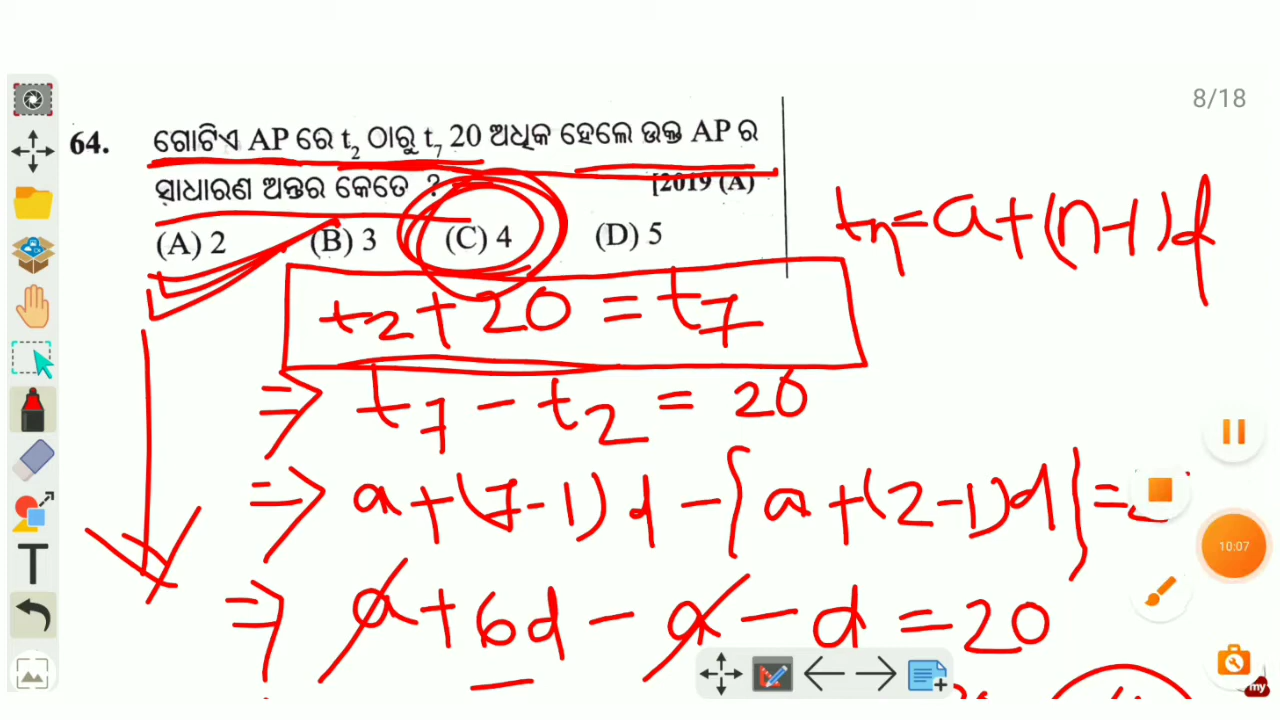 8/18
64. ଗୋଟିଏ AP ରେ t₂ ଠାରୁ t₇ 20 ଅଧିକ ହେଲେ ଉକ୍ତ AP ର
ସାଧାରଣ ଅନ୍ତର କେତେ ? [2019 (A)
(A) 2 (B) 3 (C) 4 (D) 5
tn = a + (n-1)d
t₂ + 20 = t₇
⇒ t₇ - t₂ = 20
⇒ a + (7-1)d - {a + (2-1)d} =
⇒ a + 6d - a - d = 20
10:07
T
my